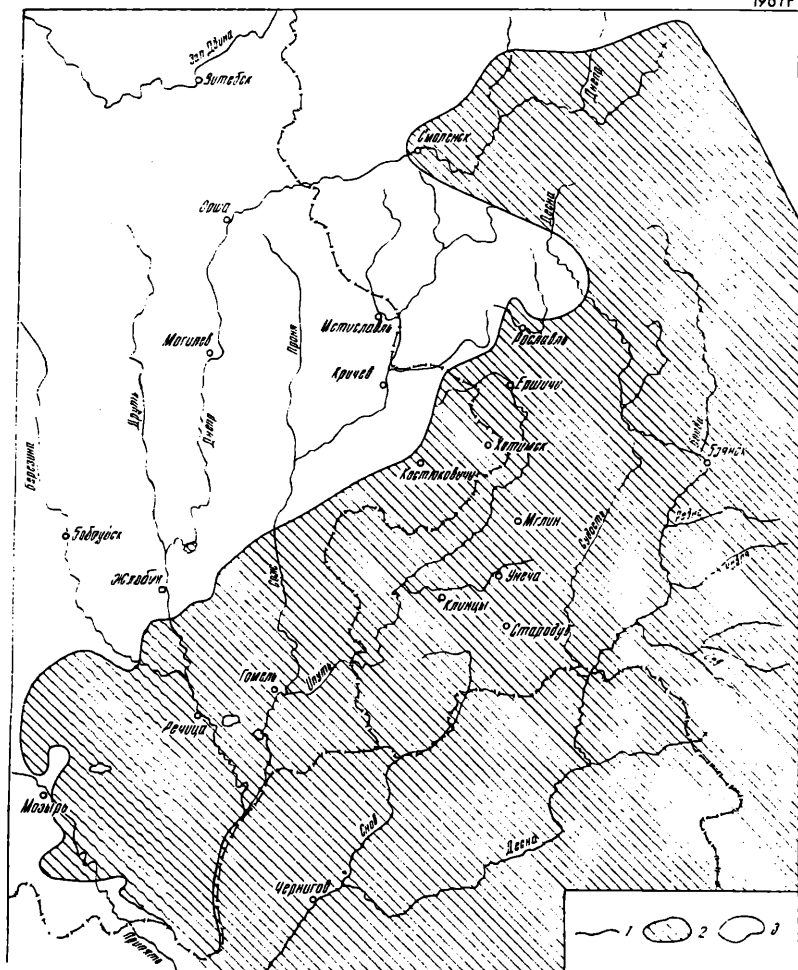 Зап Двина
Витебск
Днепр
Смоленск
Орша
Десна
Мстиславль
Проня
Могилев
Рославль
Кричев
Ершичи
Друть
Днепр
Хотимск
Березина
Костюковичи
Брянск
Мглин
Судость
Бобруйск
Унеча
Жлобин
Сож
Клинцы
Стародуб
Гомель
Ипуть
Речица
Мозырь
Снов
Десна
Чернигов
Припять
1
2
3